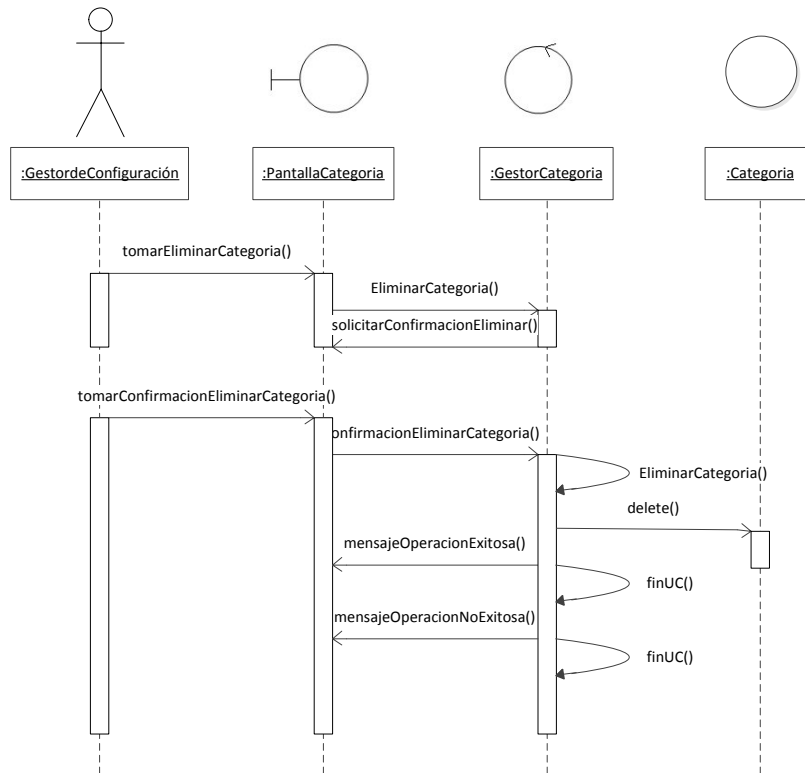 :GestordeConfiguración
:PantallaCategoria
:GestorCategoria
:Categoria
tomarEliminarCategoria()
EliminarCategoria()
solicitarConfirmacionEliminar()
tomarConfirmacionEliminarCategoria()
onfirmacionEliminarCategoria()
EliminarCategoria()
delete()
mensajeOperacionExitosa()
finUC()
mensajeOperacionNoExitosa()
finUC()